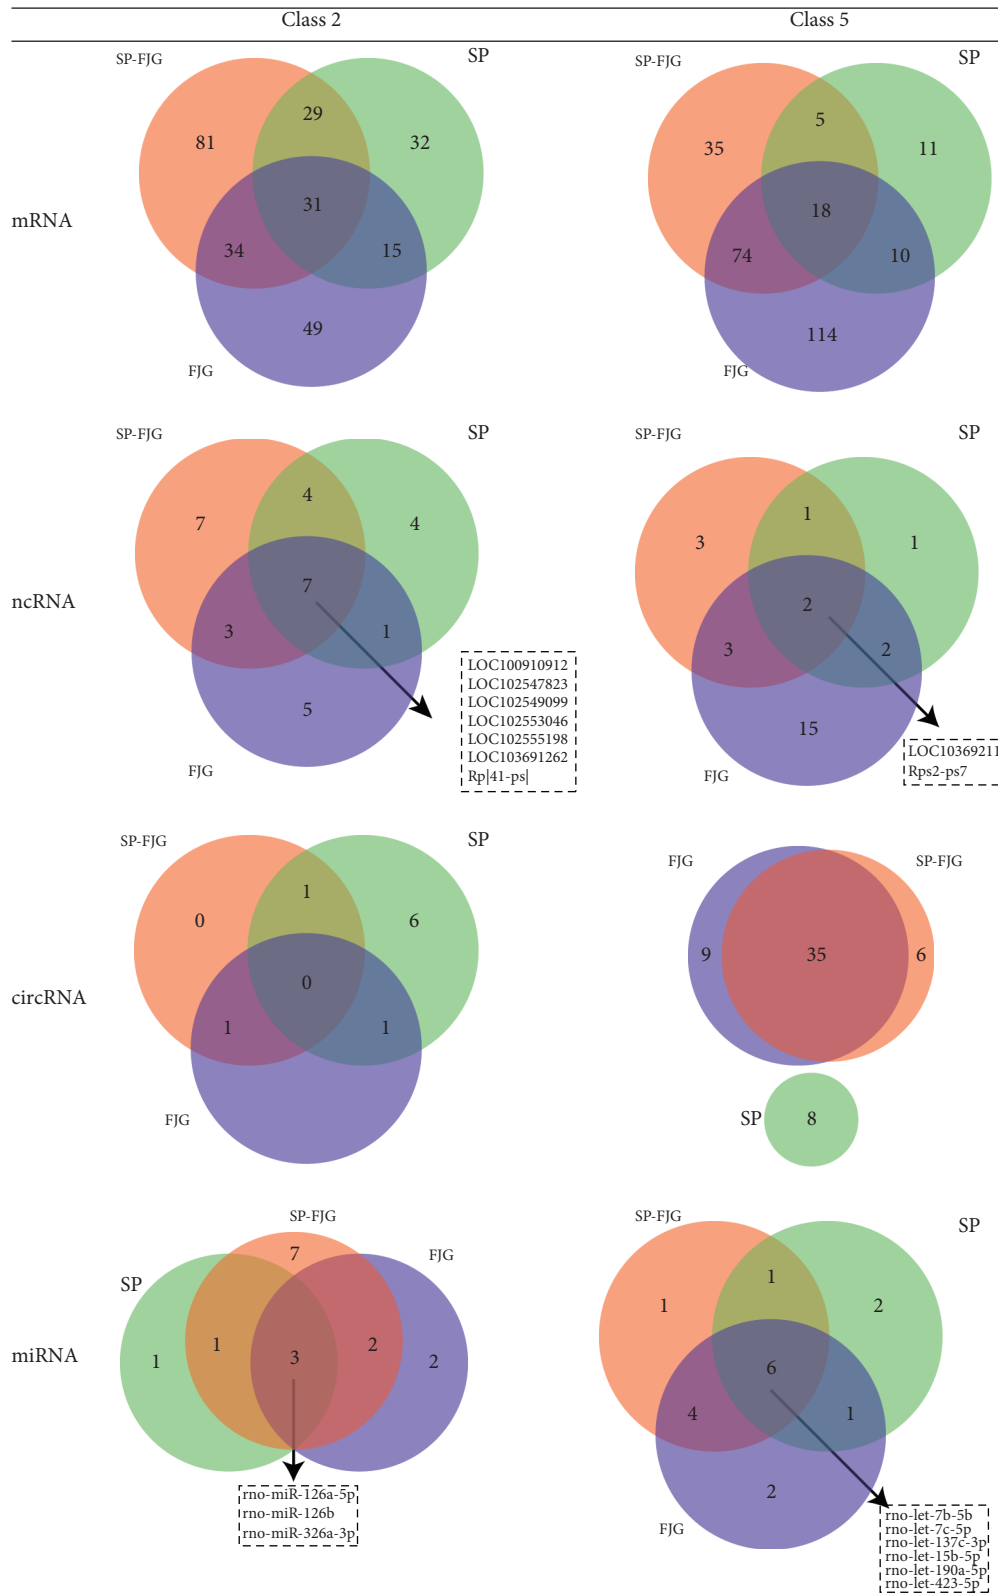 Class 2
Class 5
mRNA
SP-FJG
SP
29
81
32
31
34
15
49
FJG
SP
5
35
11
18
74
10
114
FJG
ncRNA
SP-FJG
SP
4
7
4
7
3
1
5
FJG
LOC100910912
LOC102547823
LOC102549099
LOC102553046
LOC102555198
LOC103691262
Rp|41-ps|
SP-FJG
SP
1
3
1
2
3
2
15
FJG
LOC10369211
Rps2-ps7
circRNA
SP-FJG
SP
1
0
6
0
1
1
FJG
FJG
SP-FJG
9
35
6
SP
8
miRNA
SP-FJG
FJG
SP
7
1
1
3
2
2
rno-miR-126a-5p
rno-miR-126b
rno-miR-326a-3p
SP-FJG
SP
1
1
2
6
4
1
2
FJG
rno-let-7b-5b
rno-let-7c-5p
rno-let-137c-3p
rno-let-15b-5p
rno-let-190a-5p
rno-let-423-5p